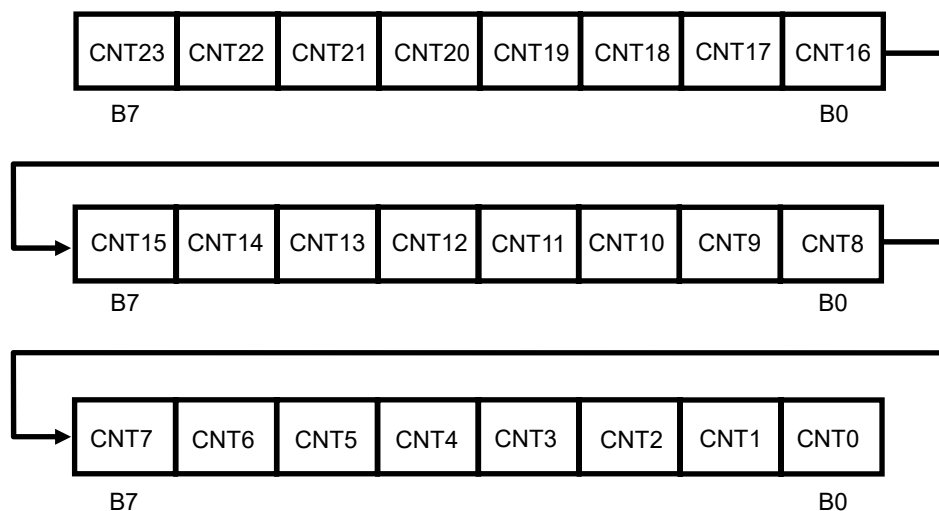 CNT23 CNT22 CNT21 CNT20 CNT19 CNT18 CNT17 CNT16
B7 B0
CNT15 CNT14 CNT13 CNT12 CNT11 CNT10 CNT9 CNT8
B7 B0
CNT7 CNT6 CNT5 CNT4 CNT3 CNT2 CNT1 CNT0
B7 B0